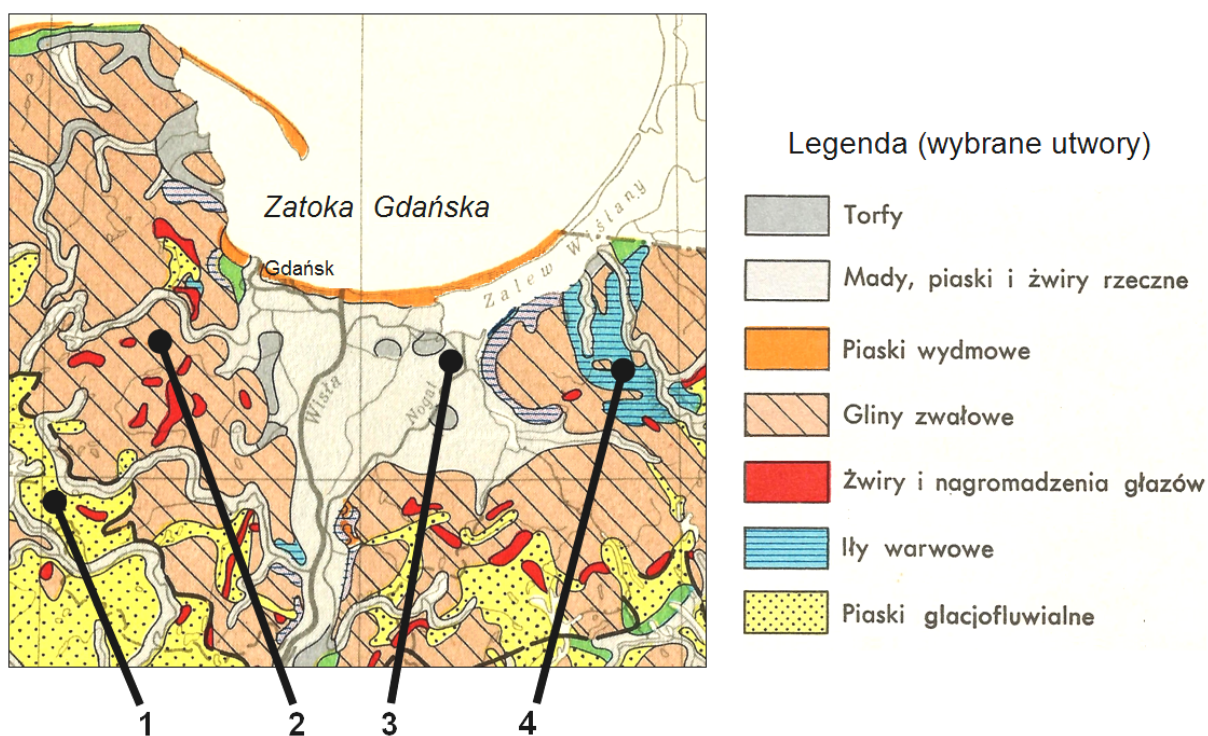 Zatoka Gdańska
Gdańsk
Zalew Wiślany
Wisła
Nogat
1
2
3
4
Legenda (wybrane utwory)
Torfy
Mady, piaski i żwiry rzeczne
Piaski wydmowe
Gliny zwałowe
Żwiry i nagromadzenia głazów
Iły warwowe
Piaski glacjofluwialne